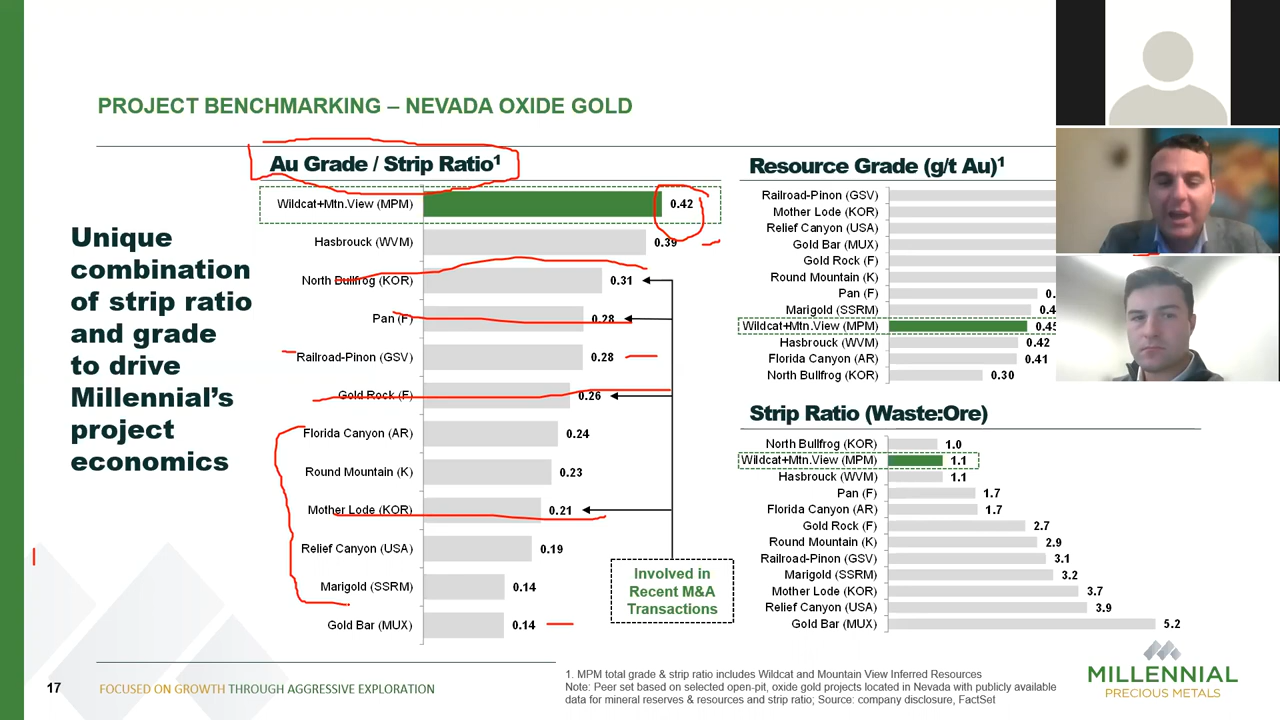 PROJECT BENCHMARKING – NEVADA OXIDE GOLD
Unique
combination
of strip ratio
and grade
to drive
Millennial's
project
economics
Au Grade / Strip Ratio1
Wildcat+Mtn.View (MPM) 0.42
Hasbrouck (WVM) 0.39
North Bullfrog (KOR) 0.31
Pan (F) 0.28
Railroad-Pinon (GSV) 0.28
Gold Rock (F) 0.26
Florida Canyon (AR) 0.24
Round Mountain (K) 0.23
Mother Lode (KOR) 0.21
Relief Canyon (USA) 0.19
Marigold (SSRM) 0.14
Gold Bar (MUX) 0.14
Involved in
Recent M&A
Transactions
Resource Grade (g/t Au)1
Railroad-Pinon (GSV)
Mother Lode (KOR)
Relief Canyon (USA)
Gold Bar (MUX)
Gold Rock (F)
Round Mountain (K)
Pan (F) 0.
Marigold (SSRM) 0.4
Wildcat+Mtn.View (MPM) 0.45
Hasbrouck (WVM) 0.42
Florida Canyon (AR) 0.41
North Bullfrog (KOR) 0.30
Strip Ratio (Waste:Ore)
North Bullfrog (KOR) 1.0
Wildcat+Mtn.View (MPM) 1.1
Hasbrouck (WVM) 1.1
Pan (F) 1.7
Florida Canyon (AR) 1.7
Gold Rock (F) 2.7
Round Mountain (K) 2.9
Railroad-Pinon (GSV) 3.1
Marigold (SSRM) 3.2
Mother Lode (KOR) 3.7
Relief Canyon (USA) 3.9
Gold Bar (MUX) 5.2
17 FOCUSED ON GROWTH THROUGH AGGRESSIVE EXPLORATION
1. MPM total grade & strip ratio includes Wildcat and Mountain View Inferred Resources
Note: Peer set based on selected open-pit, oxide gold projects located in Nevada with publicly available
data for mineral reserves & resources and strip ratio; Source: company disclosure, FactSet
MILLENNIAL
PRECIOUS METALS